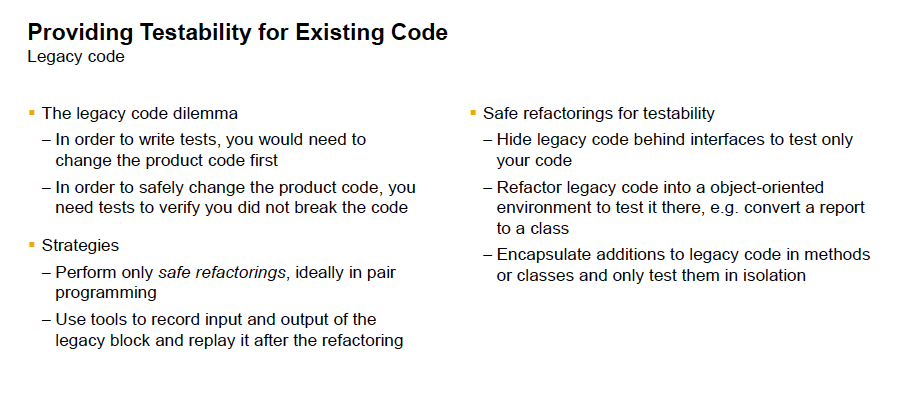 Providing Testability for Existing Code
Legacy code
▪ The legacy code dilemma
– In order to write tests, you would need to
change the product code first
– In order to safely change the product code, you
need tests to verify you did not break the code
▪ Strategies
– Perform only safe refactorings, ideally in pair
programming
– Use tools to record input and output of the
legacy block and replay it after the refactoring
▪ Safe refactorings for testability
– Hide legacy code behind interfaces to test only
your code
– Refactor legacy code into a object-oriented
environment to test it there, e.g. convert a report
to a class
– Encapsulate additions to legacy code in methods
or classes and only test them in isolation